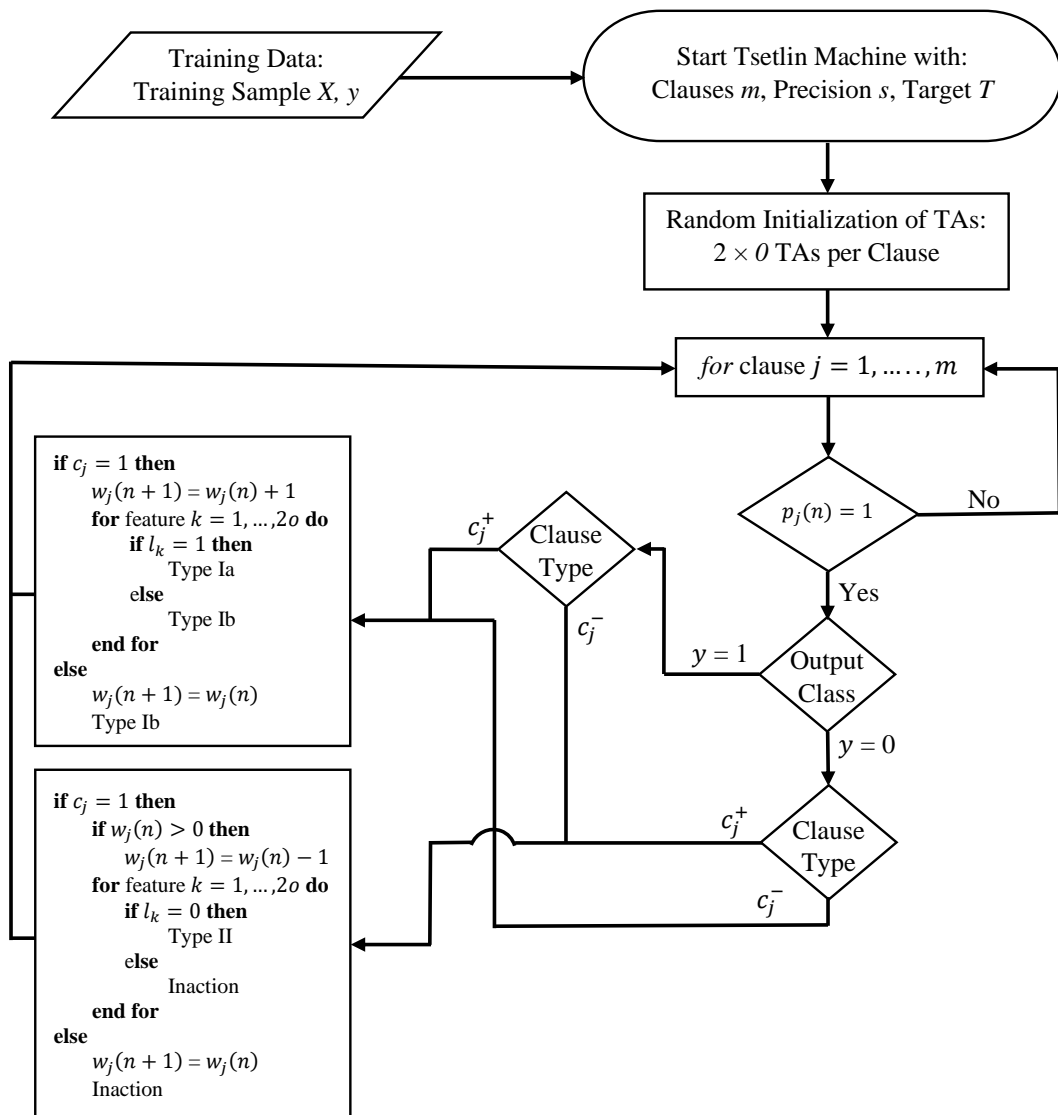 Training Data:
Training Sample X, y
Start Tsetlin Machine with:
Clauses m, Precision s, Target T
Random Initialization of TAs:
2 × 0 TAs per Clause
for clause j = 1, … . . , m
p_j(n) = 1
No
Yes
Output
Class
y = 1
y = 0
Clause
Type
c_j^+
c_j^−
Clause
Type
c_j^+
c_j^−
if c_j = 1 then
w_j(n + 1) = w_j(n) + 1
for feature k = 1, … ,2o do
if l_k = 1 then
Type Ia
else
Type Ib
end for
else
w_j(n + 1) = w_j(n)
Type Ib
if c_j = 1 then
if w_j(n) > 0 then
w_j(n + 1) = w_j(n) − 1
for feature k = 1, … ,2o do
if l_k = 0 then
Type II
else
Inaction
end for
else
w_j(n + 1) = w_j(n)
Inaction